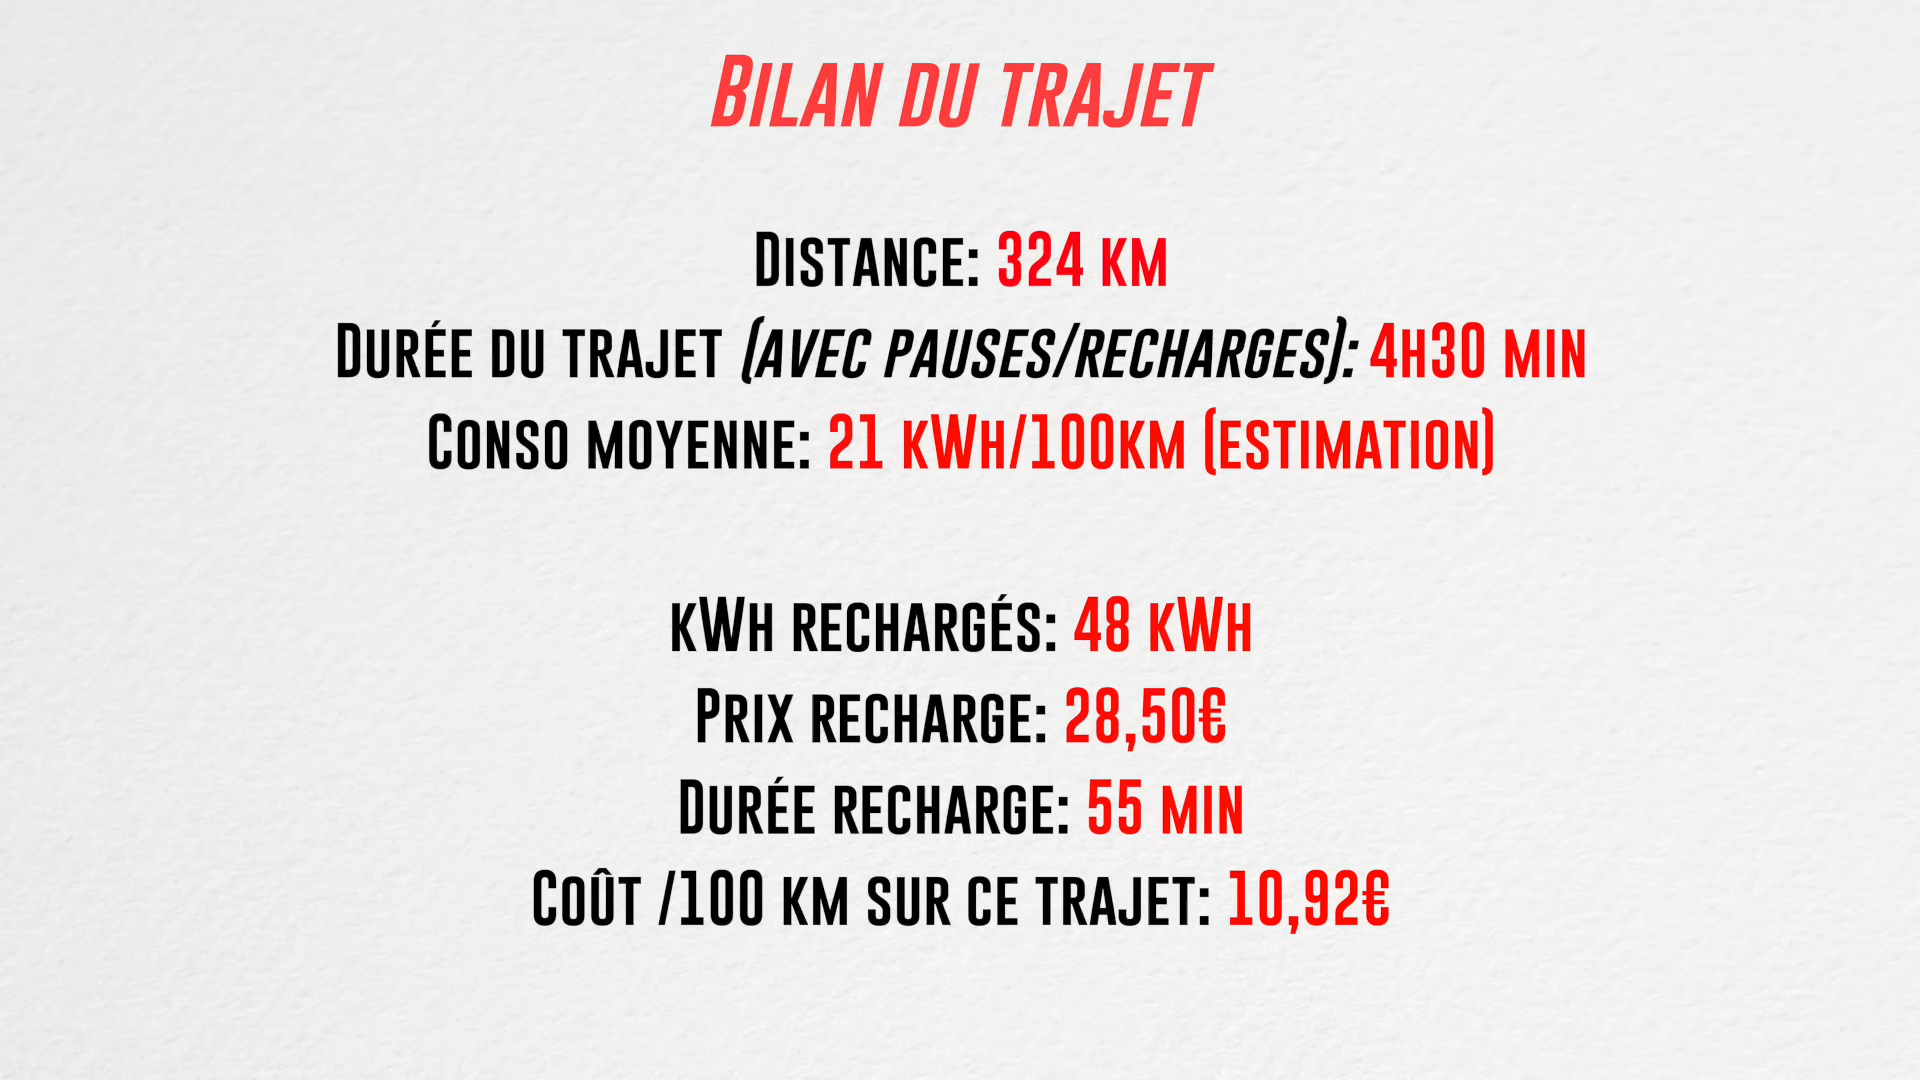 Bilan du trajet
Distance: 324 km
Durée du trajet (avec pauses/recharges): 4h30 min
Conso moyenne: 21 kWh/100km (estimation)
kWh rechargés: 48 kWh
Prix recharge: 28,50€
Durée recharge: 55 min
Coût /100 km sur ce trajet: 10,92€